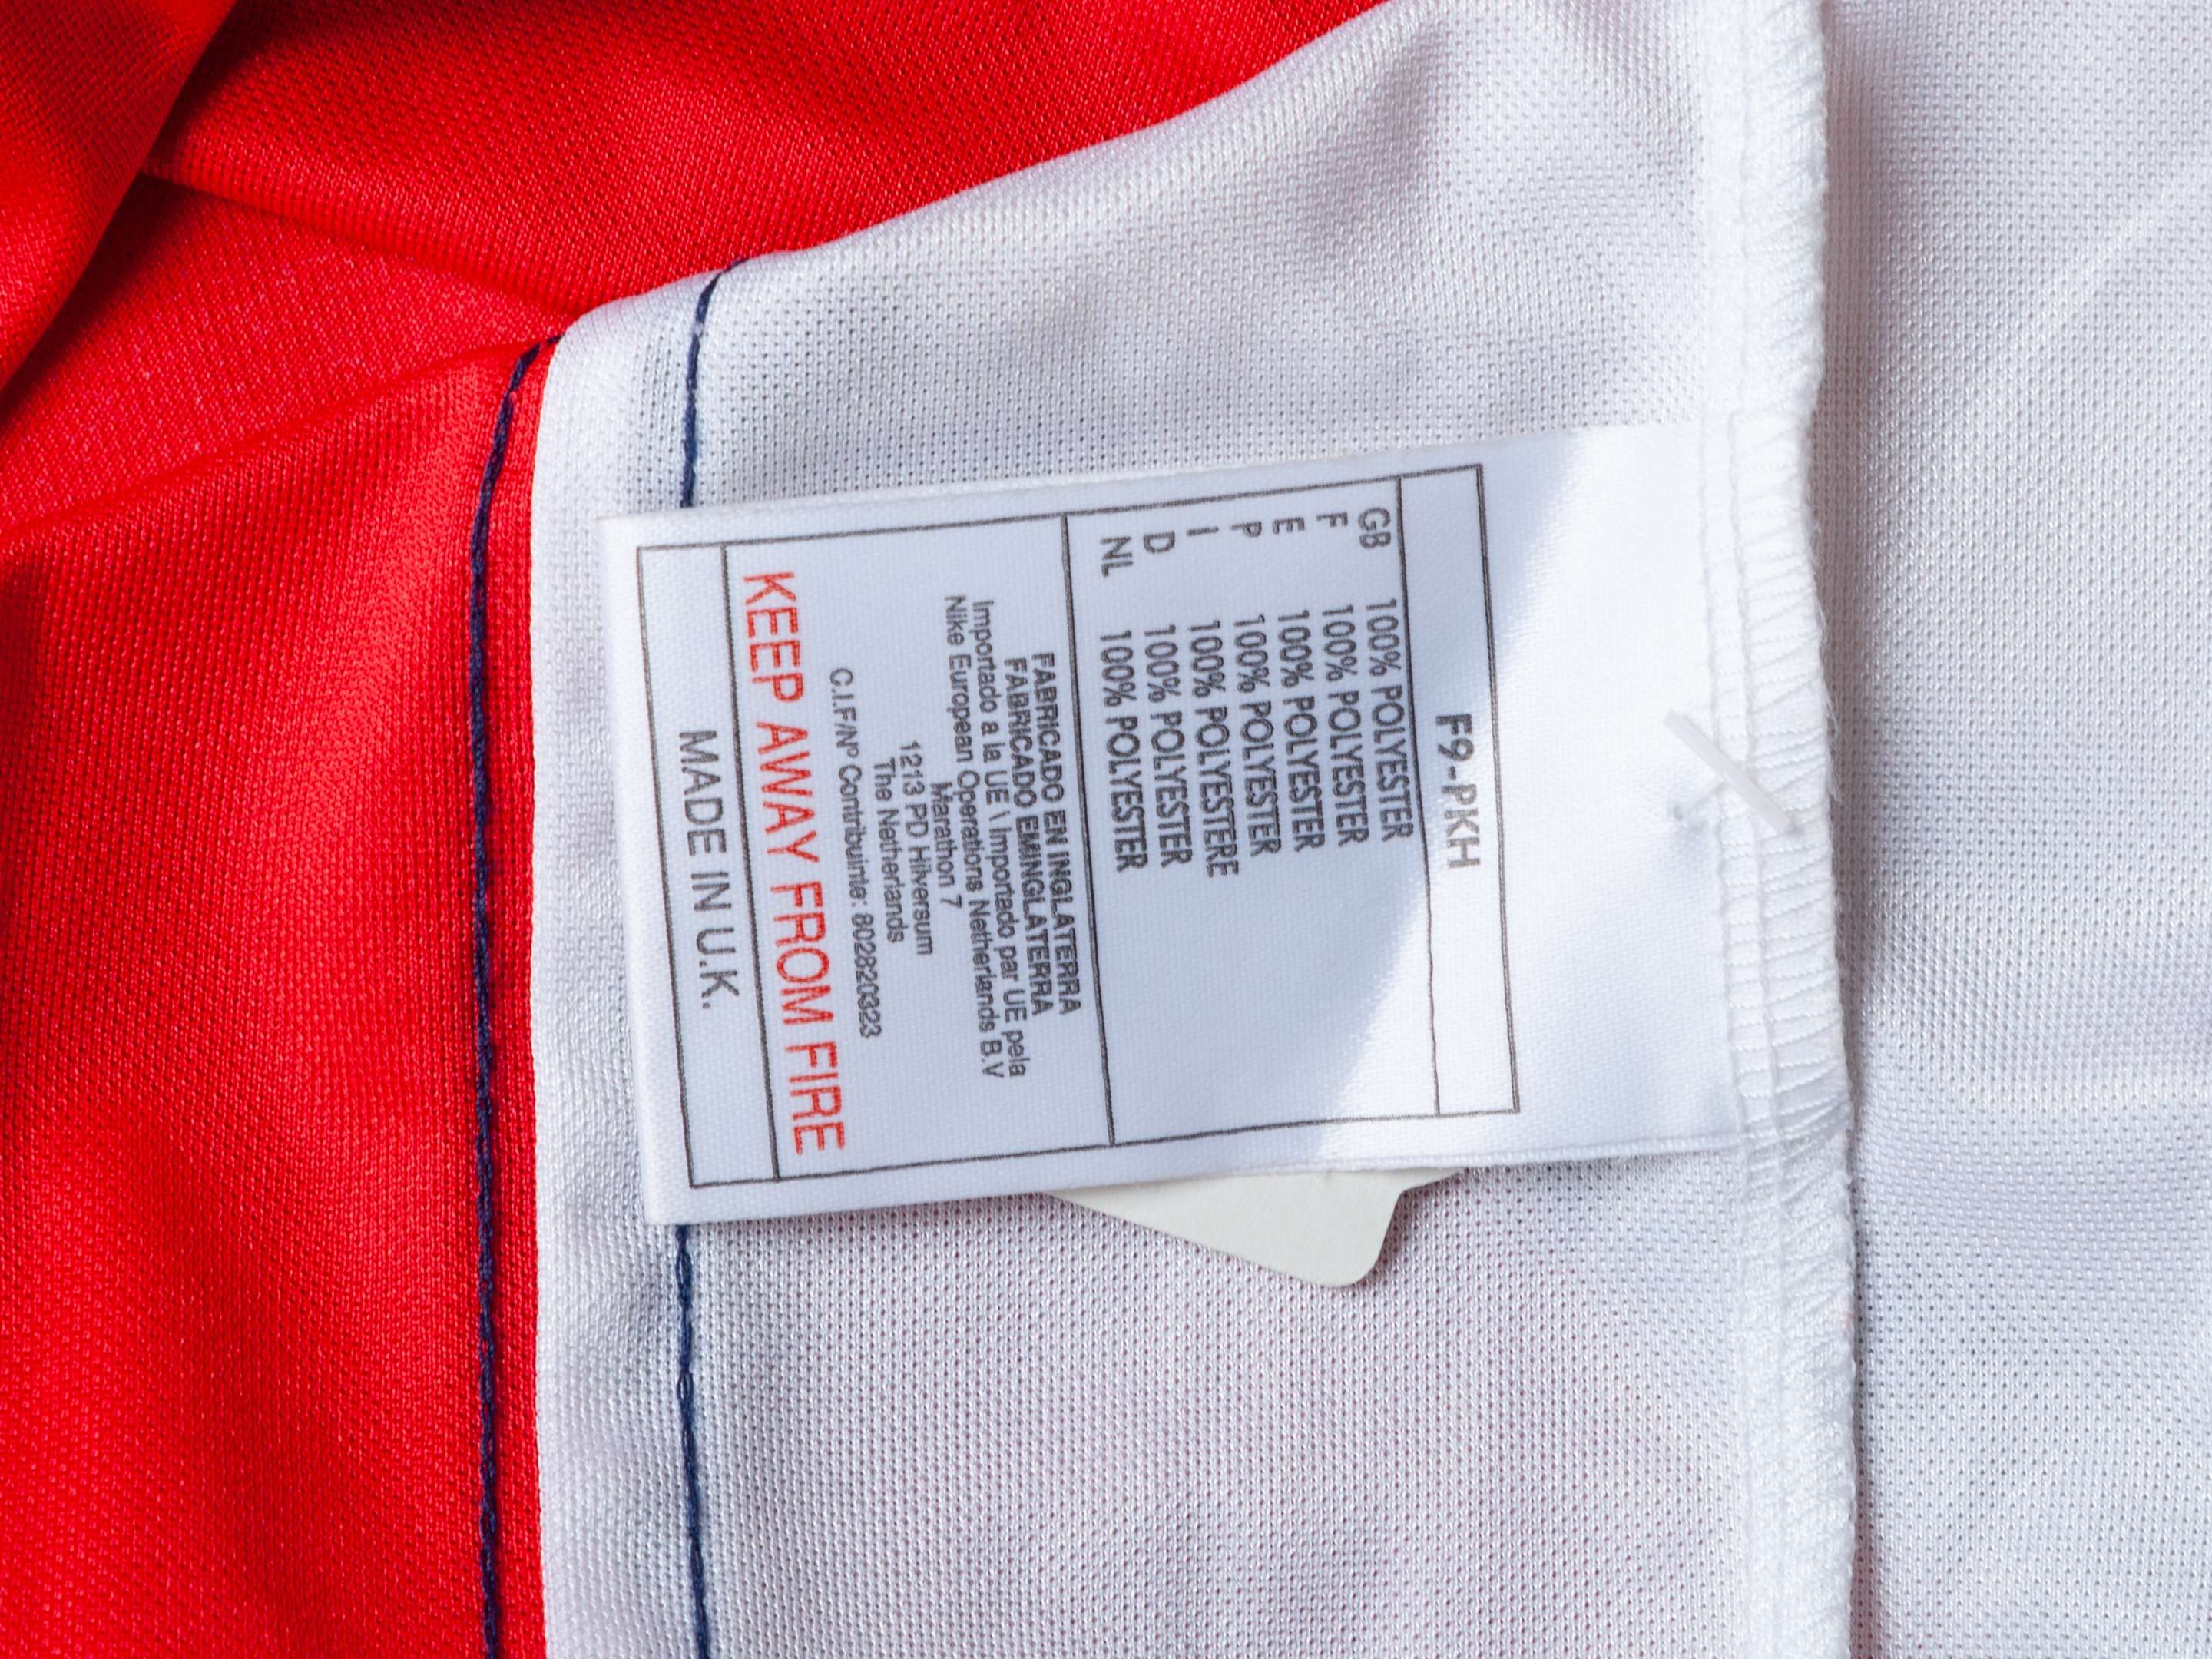 F9-PKH
GB 100% POLYESTER
F 100% POLYESTER
E 100% POLYESTER
P 100% POLYESTER
I 100% POLYESTERE
D 100% POLYESTER
NL 100% POLYESTER
FABRICADO EN INGLATERRA
FABRICADO EMINGLATERRA
Importado a la UE \ Importado par UE pela
Nike European Operations Netherlands B.V
Marathon 7
1213 PD Hilversum
The Netherlands
C.I.F/Nº Contribuinte: 802820323
KEEP AWAY FROM FIRE
MADE IN U.K.